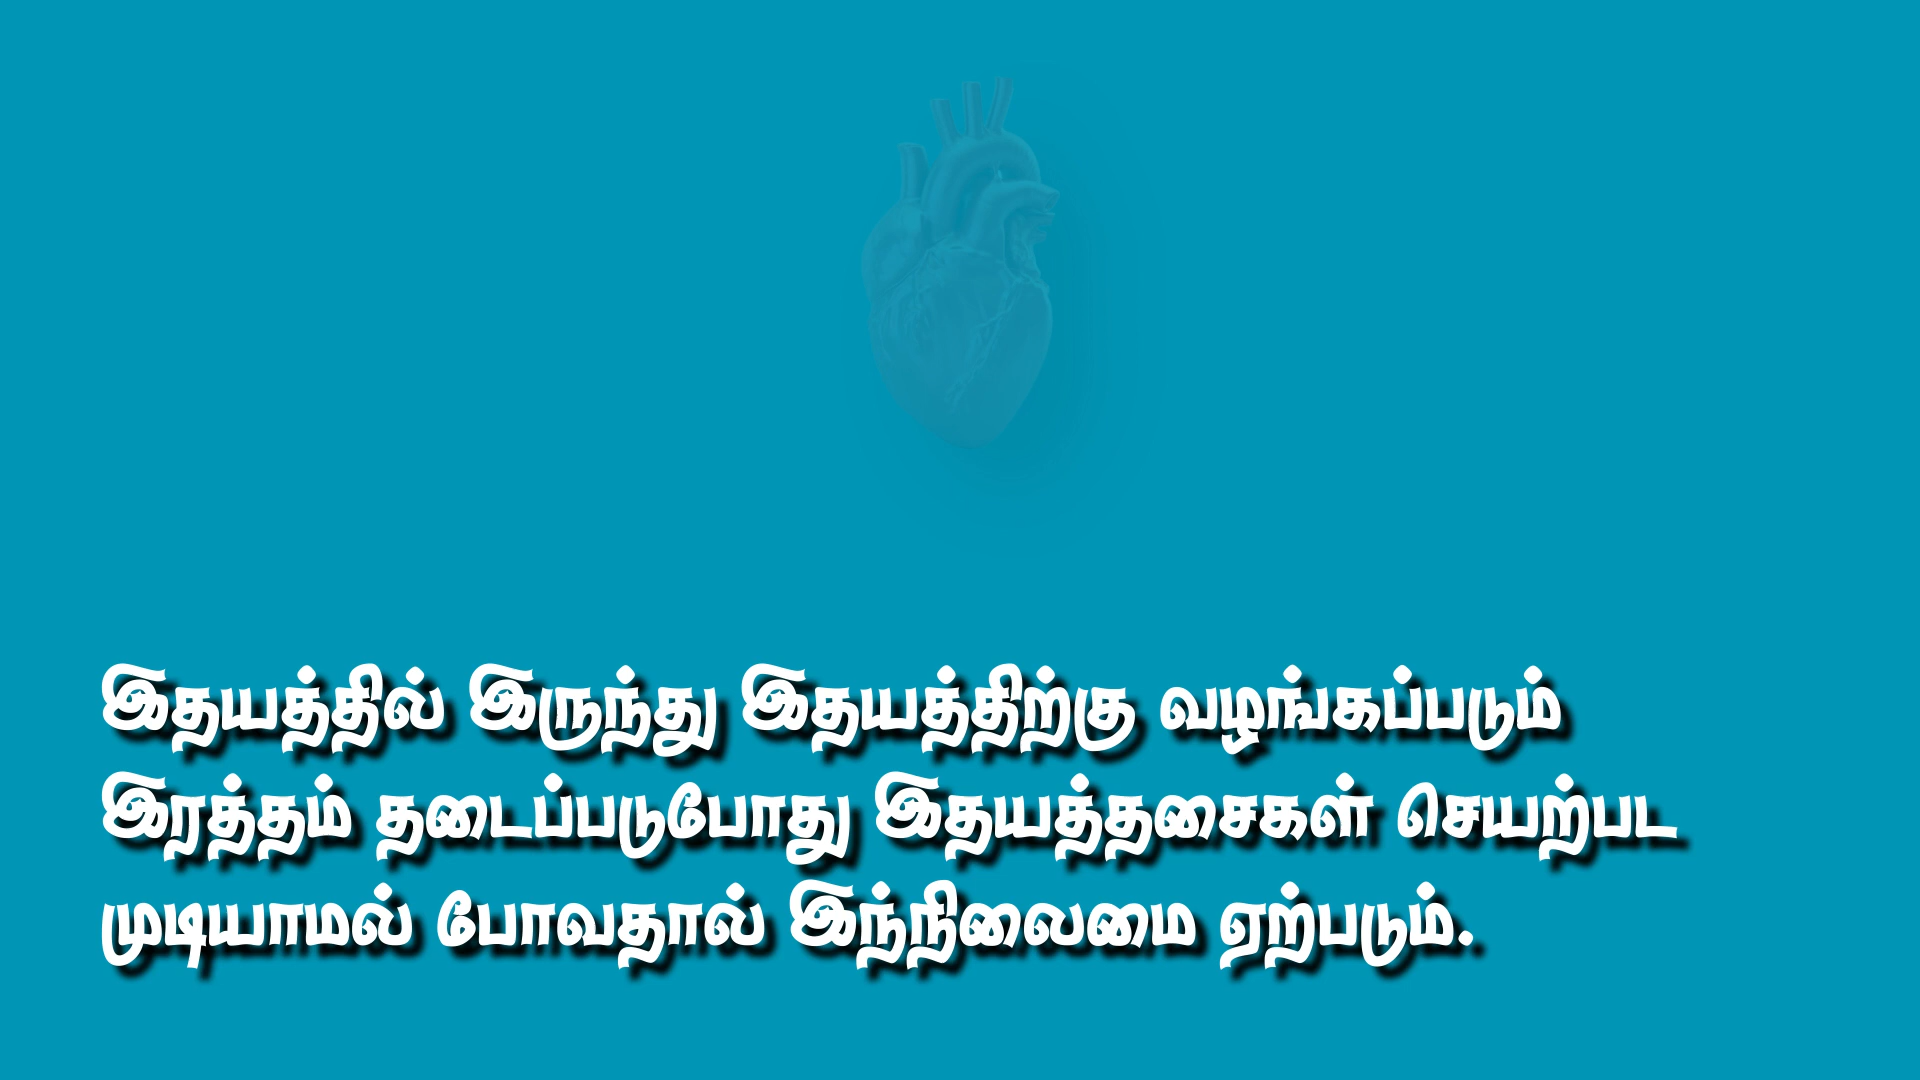 இதயத்தில் இருந்து இதயத்திற்கு வழங்கப்படும்
இரத்தம் தடைப்படுபோது இதயத்தசைகள் செயற்பட
முடியாமல் போவதால் இந்நிலைமை ஏற்படும்.